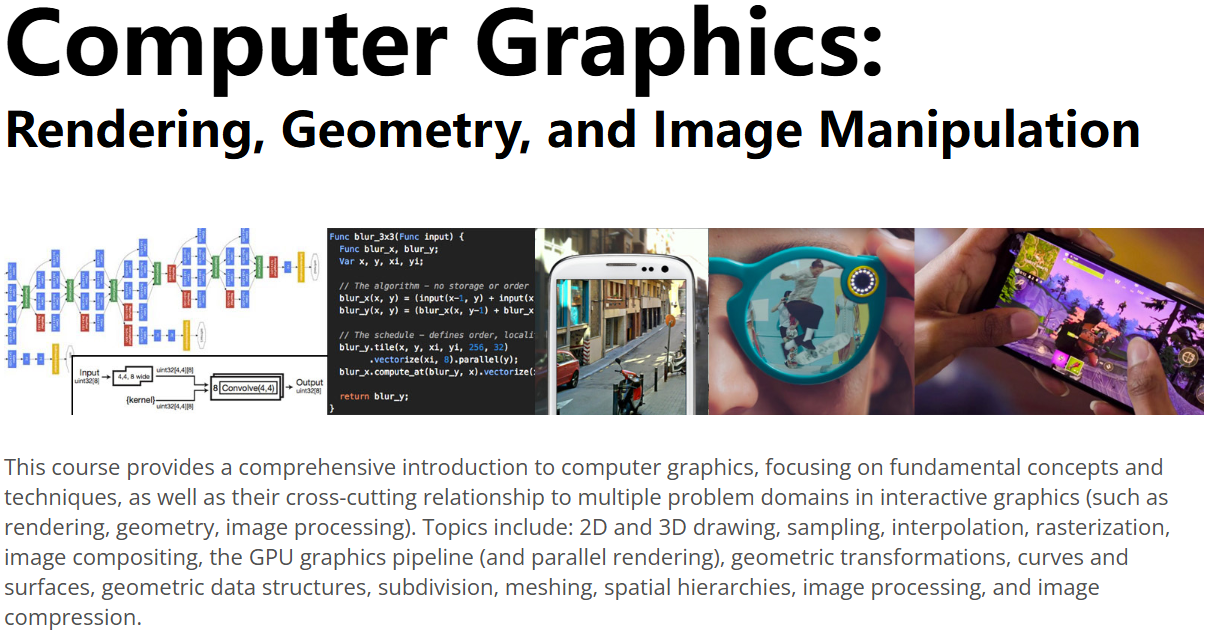 Computer Graphics:
Rendering, Geometry, and Image Manipulation
Func blur_3x3(Func input) {
Func blur_x, blur_y;
Var x, y, xi, yi;
// The algorithm - no storage or order
blur_x(x, y) = (input(x-1, y) + input(x
blur_y(x, y) = (blur_x(x, y-1) + blur_x
// The schedule - defines order, locali
blur_y.tile(x, y, xi, yi, 256, 32)
.vectorize(xi, 8).parallel(y);
blur_x.compute_at(blur_y, x).vectorize(
return blur_y;
}
Input
uint32[8]
4,4, 8 wide
uint32[4,4][8]
{kernel}
uint32[4,4][8]
8 Convolve(4,4)
Output
uint32[8]
This course provides a comprehensive introduction to computer graphics, focusing on fundamental concepts and
techniques, as well as their cross-cutting relationship to multiple problem domains in interactive graphics (such as
rendering, geometry, image processing). Topics include: 2D and 3D drawing, sampling, interpolation, rasterization,
image compositing, the GPU graphics pipeline (and parallel rendering), geometric transformations, curves and
surfaces, geometric data structures, subdivision, meshing, spatial hierarchies, image processing, and image
compression.